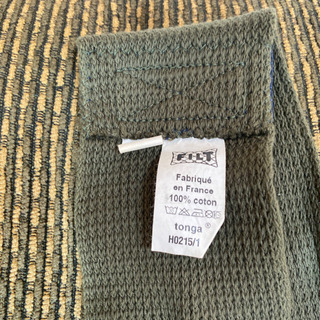 FILT
Fabriqué
en France
100% coton
tonga®
H0215/1